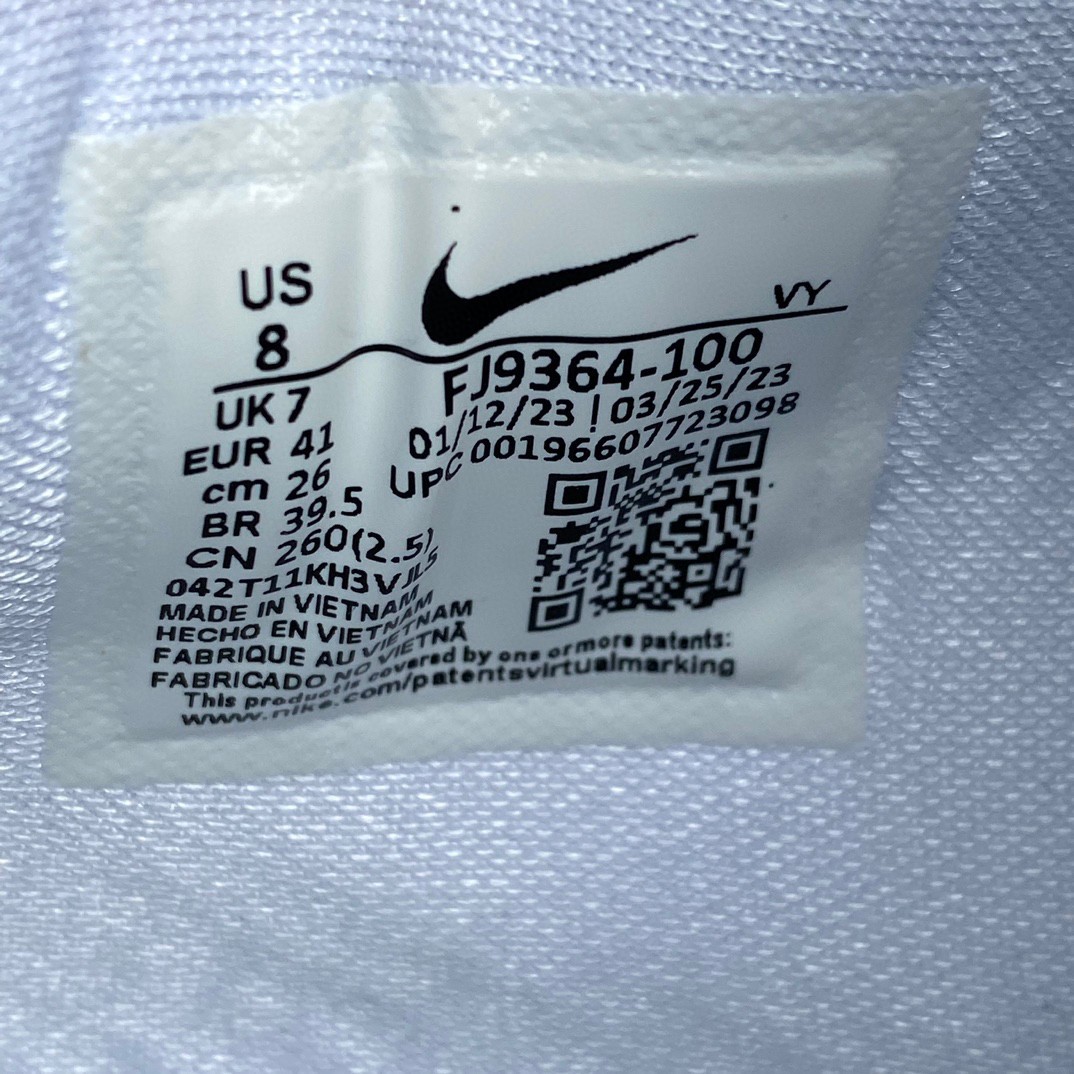 US
8
VY
UK 7
FJ9364-100
EUR 41
01/12/23 | 03/25/23
cm 26
UPC 00196607723098
BR 39.5
CN 260(2.5)
042T11KH3VJL5
MADE IN VIETNAM
HECHO EN VIETNAM
FABRIQUE AU VIETNAM
FABRICADO NO VIETNÃ
This product is covered by one or more patents:
www.nike.com/patentsvirtualmarking